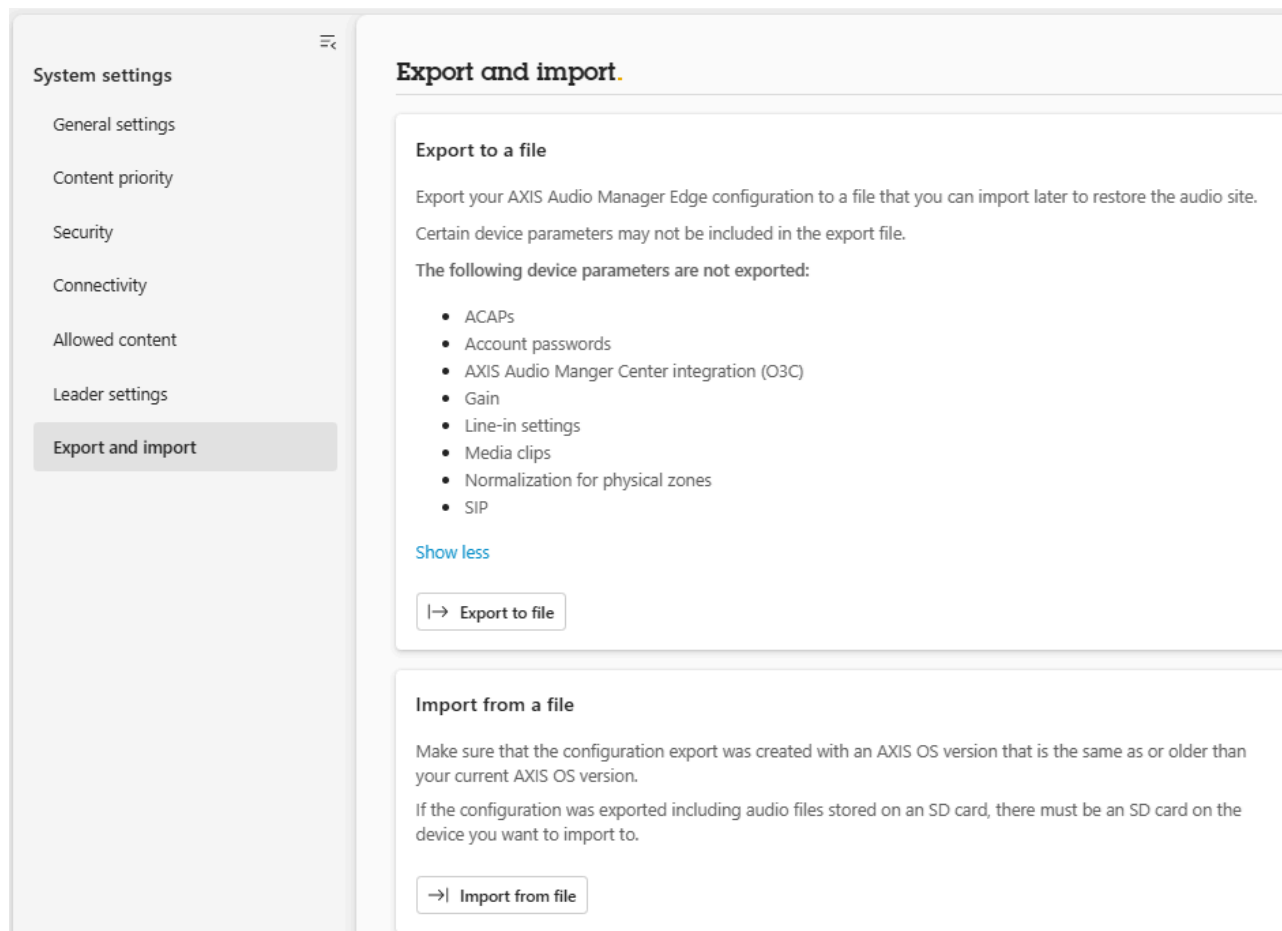 System settings
General settings
Content priority
Security
Connectivity
Allowed content
Leader settings
Export and import
Export and import.
Export to a file
Export your AXIS Audio Manager Edge configuration to a file that you can import later to restore the audio site.
Certain device parameters may not be included in the export file.
The following device parameters are not exported:
• ACAPs
• Account passwords
• AXIS Audio Manger Center integration (O3C)
• Gain
• Line-in settings
• Media clips
• Normalization for physical zones
• SIP
Show less
Export to file
Import from a file
Make sure that the configuration export was created with an AXIS OS version that is the same as or older than
your current AXIS OS version.
If the configuration was exported including audio files stored on an SD card, there must be an SD card on the
device you want to import to.
Import from file